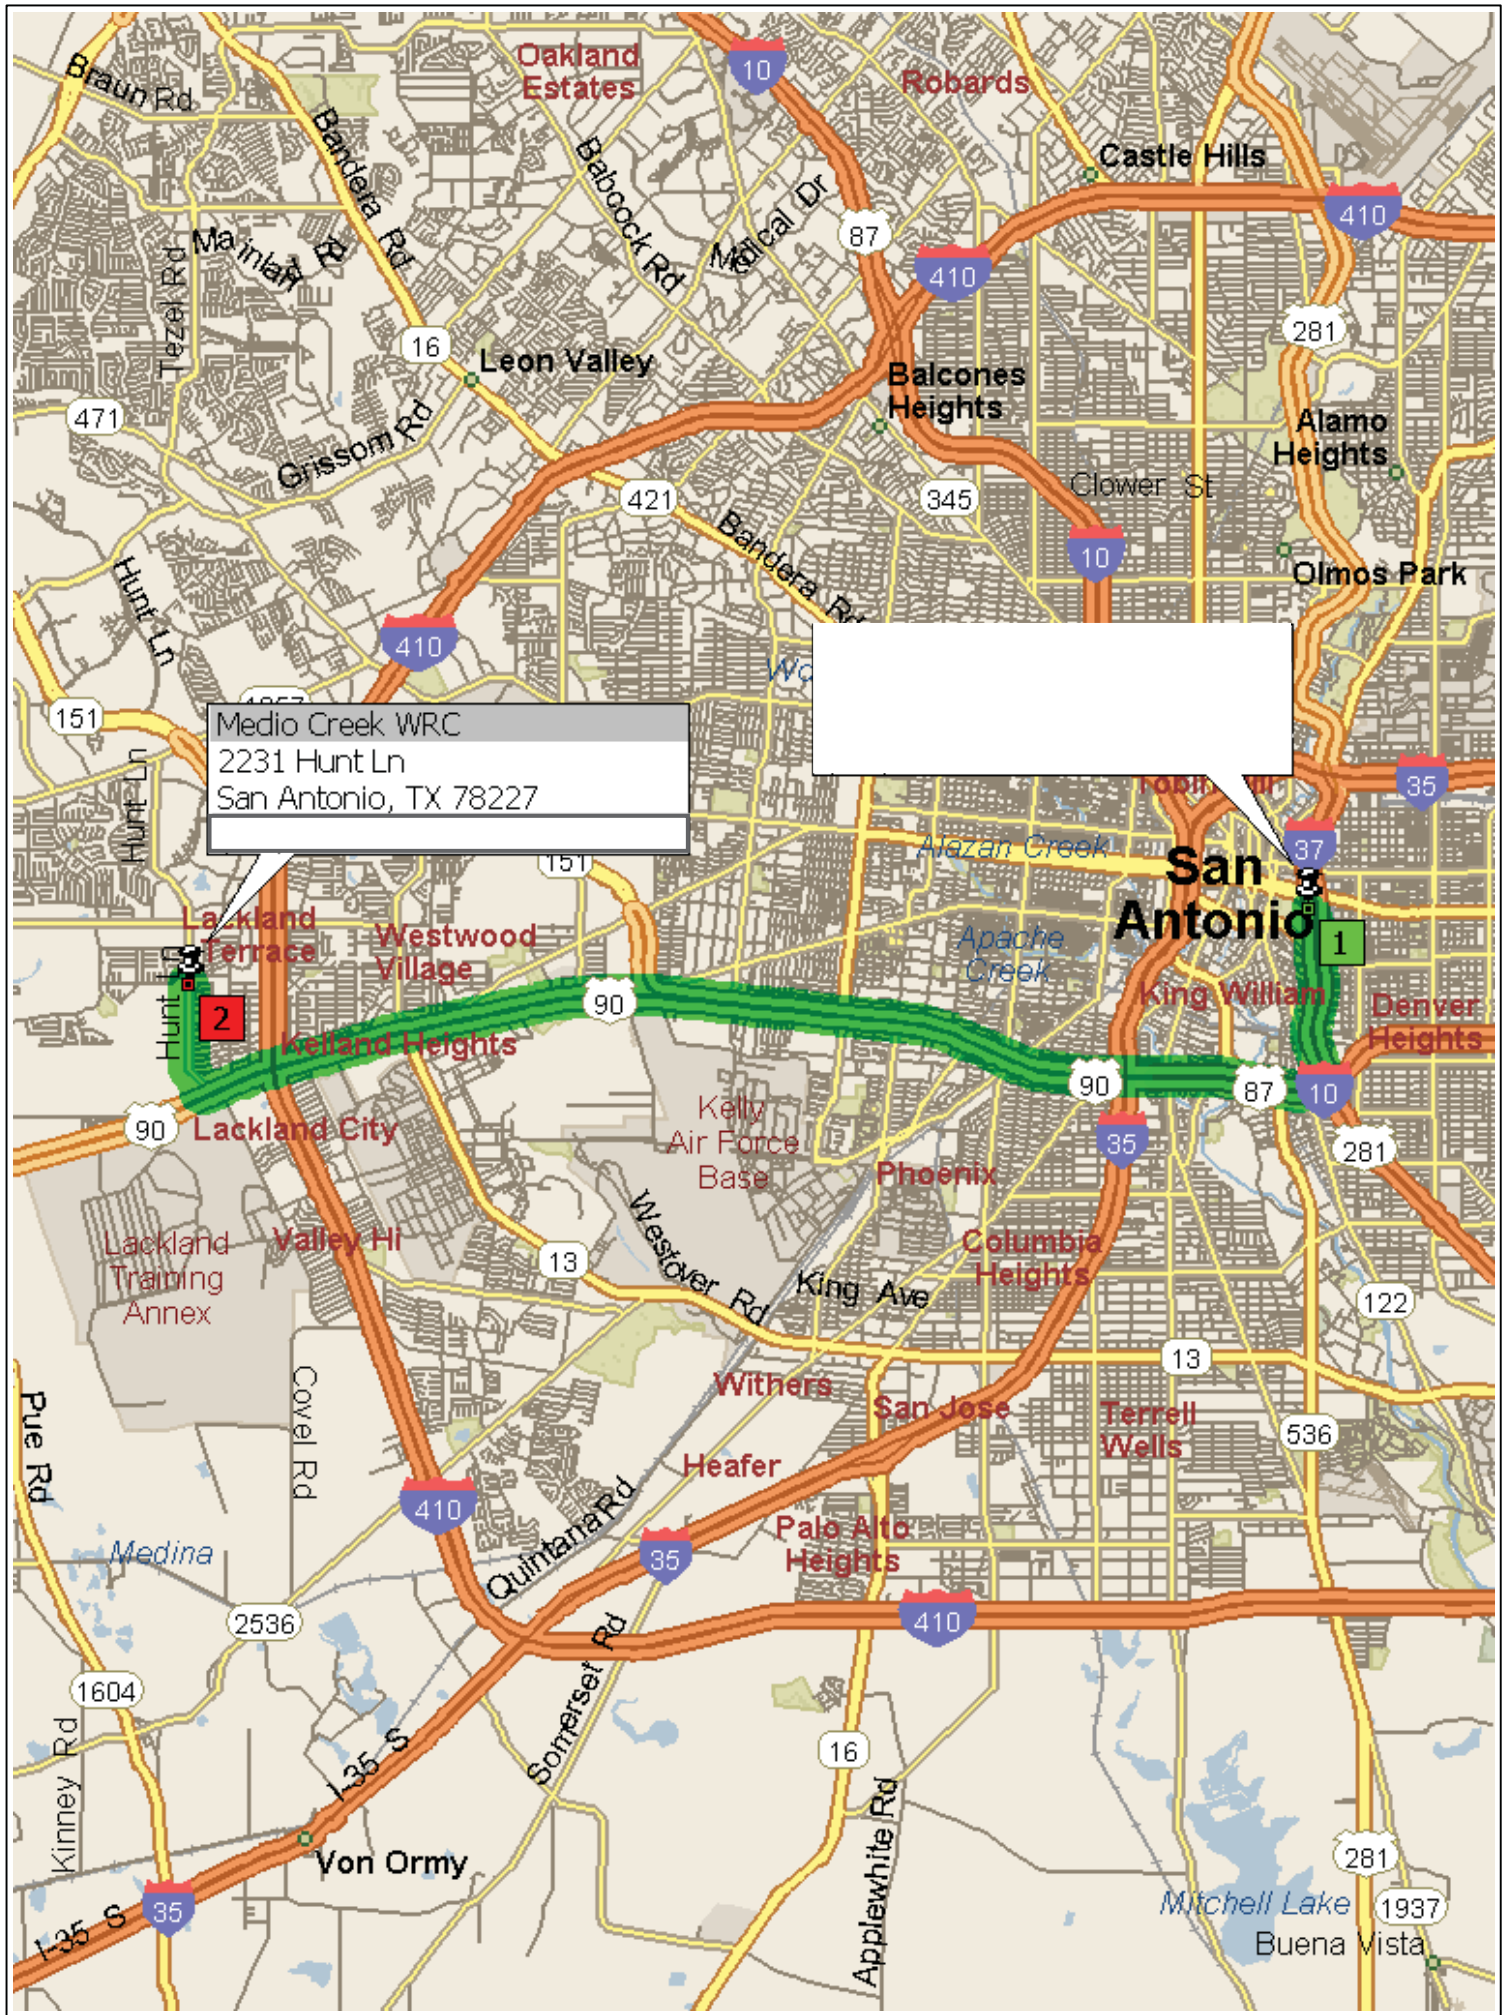 Oakland
Estates
10
Robards
Braun Rd
Bandera Rd
Babcock Rd
Medical Dr
Castle Hills
87
410
410
Mainland Rd
Tezel Rd
281
16
Leon Valley
Balcones
Heights
471
Grissom Rd
Alamo
Heights
421
345
Clower St
Bandera Rd
10
Hunt Ln
Olmos Park
410
151
Medio Creek WRC
2231 Hunt Ln
San Antonio, TX 78227
Hunt Ln
35
37
151
Alazan Creek
San
Antonio
Lackland
Terrace
Westwood
Village
Apache
Creek
1
Hunt Ln
2
90
King William
Denver
Heights
Kelland Heights
90
87
10
90
Lackland City
Kelly
Air Force
Base
35
281
Phoenix
Lackland
Training
Annex
Valley Hi
13
Westover Rd
King Ave
Columbia
Heights
122
13
Pue Rd
Covel Rd
Withers
San Jose
Terrell
Wells
536
Heafer
410
Quintana Rd
35
Palo Alto
Heights
Medina
2536
Somerset Rd
410
1604
Kinney Rd
I-35 S
16
Applewhite Rd
Von Ormy
281
35
I-35 S
Mitchell Lake
1937
Buena Vista